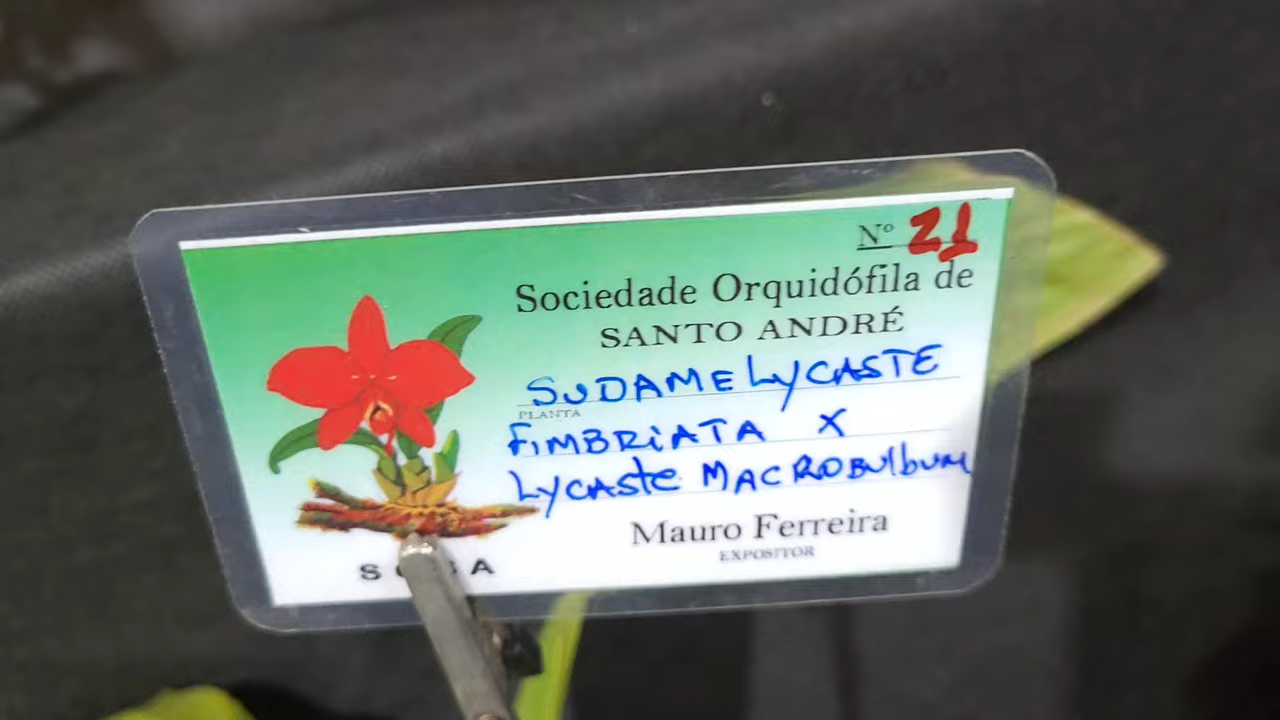 Nº 21
Sociedade Orquidófila de
SANTO ANDRÉ
SUDAMELYCASTE
PLANTA
FIMBRIATA X
LYCASTE MACROBULBUM
Mauro Ferreira
EXPOSITOR